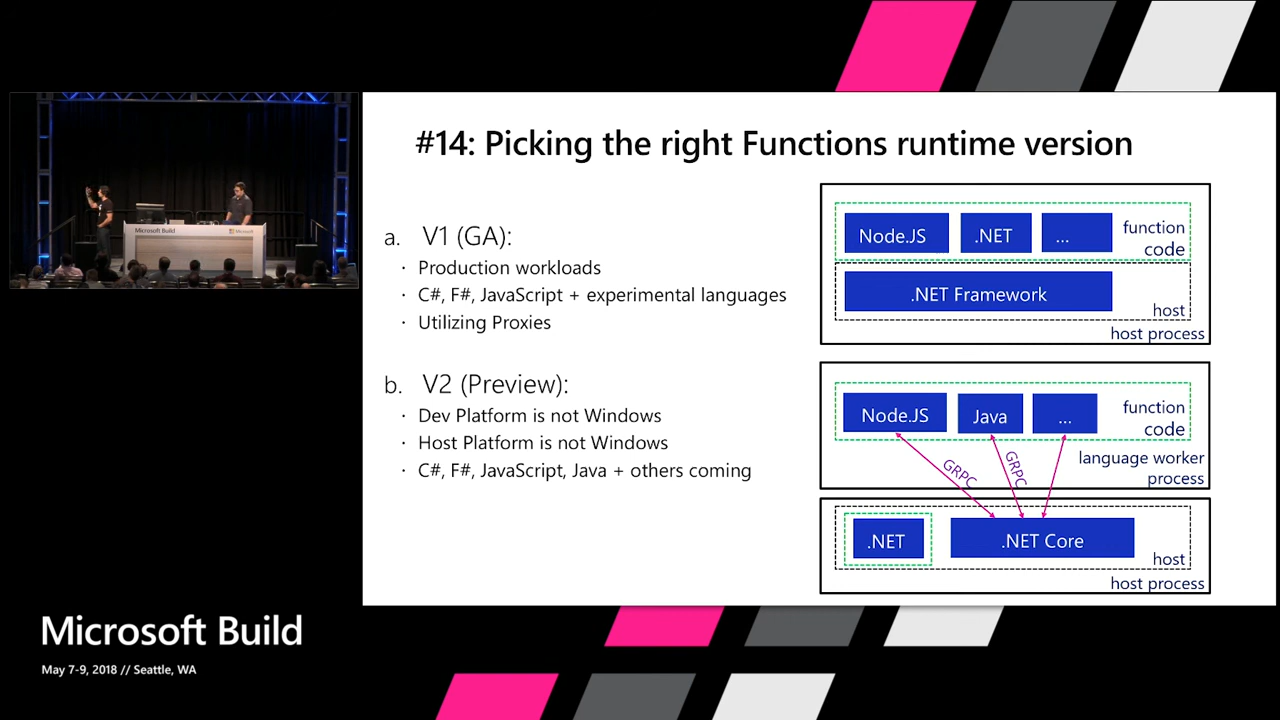 #14: Picking the right Functions runtime version
a. V1 (GA):
· Production workloads
· C#, F#, JavaScript + experimental languages
· Utilizing Proxies
b. V2 (Preview):
· Dev Platform is not Windows
· Host Platform is not Windows
· C#, F#, JavaScript, Java + others coming
Node.JS
.NET
...
function
code
.NET Framework
host
host process
Node.JS
Java
...
function
code
GRPC
GRPC
language worker
process
.NET
.NET Core
host
host process
Microsoft Build
Microsoft
Microsoft Build
May 7-9, 2018 // Seattle, WA